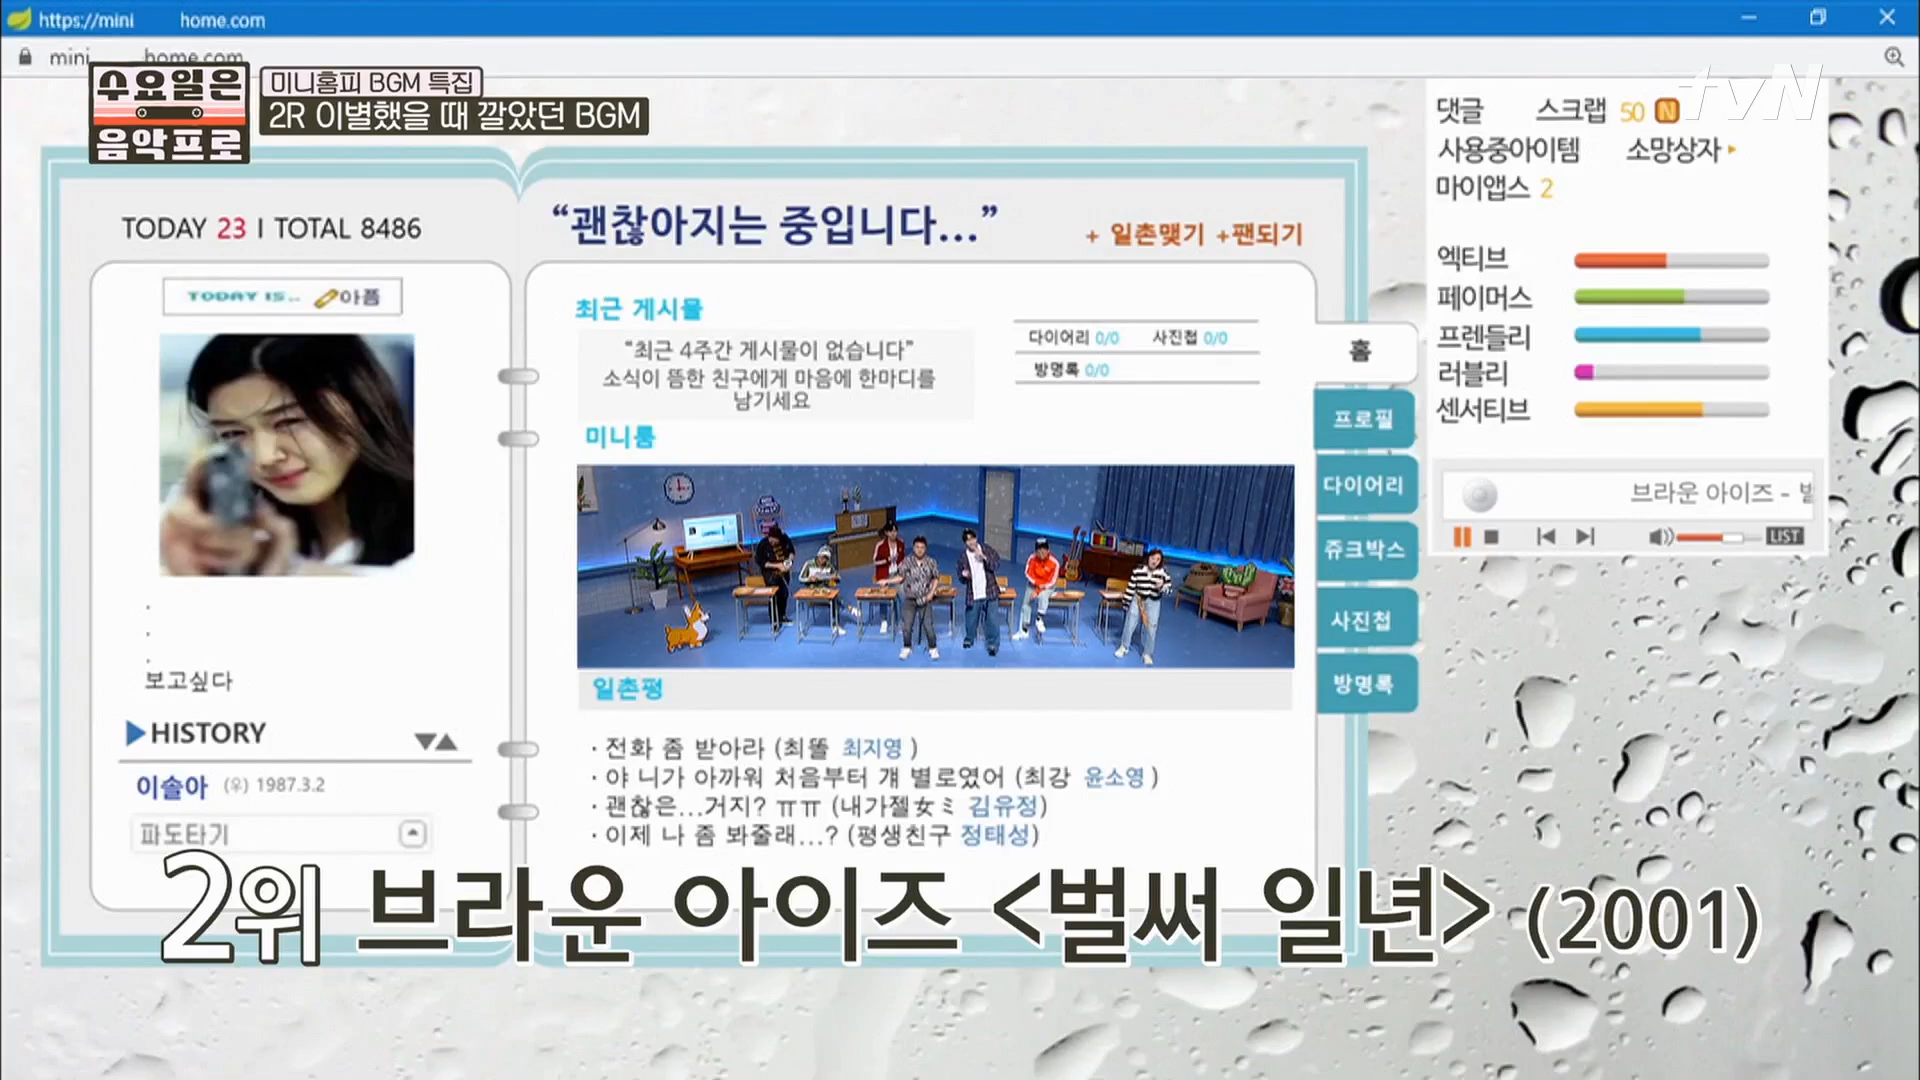 https://mini home.com
mini home.com
수요일은
음악프로
미니홈피 BGM 특집
2R 이별했을 때 깔았던 BGM
tvN
댓글 스크랩 50 N
사용중아이템 소망상자
마이앱스 2
엑티브
페이머스
프렌들리
러블리
센서티브
브라운 아이즈 -
LIST
TODAY 23 | TOTAL 8486
TODAY IS.. 아픔
.
.
.
보고싶다
HISTORY
이솔아 (우) 1987.3.2
파도타기
“괜찮아지는 중입니다...”
+ 일촌맺기 +팬되기
최근 게시물
“최근 4주간 게시물이 없습니다”
소식이 뜸한 친구에게 마음에 한마디를
남기세요
다이어리 0/0 사진첩 0/0
방명록 0/0
미니룸
일촌평
· 전화 좀 받아라 (최똘 최지영 )
· 야 니가 아까워 처음부터 걔 별로였어 (최강 윤소영 )
· 괜찮은...거지? ㅠㅠ (내가젤女ミ 김유정)
· 이제 나 좀 봐줄래...? (평생친구 정태성)
홈
프로필
다이어리
쥬크박스
사진첩
방명록
2위 브라운 아이즈 <벌써 일년> (2001)